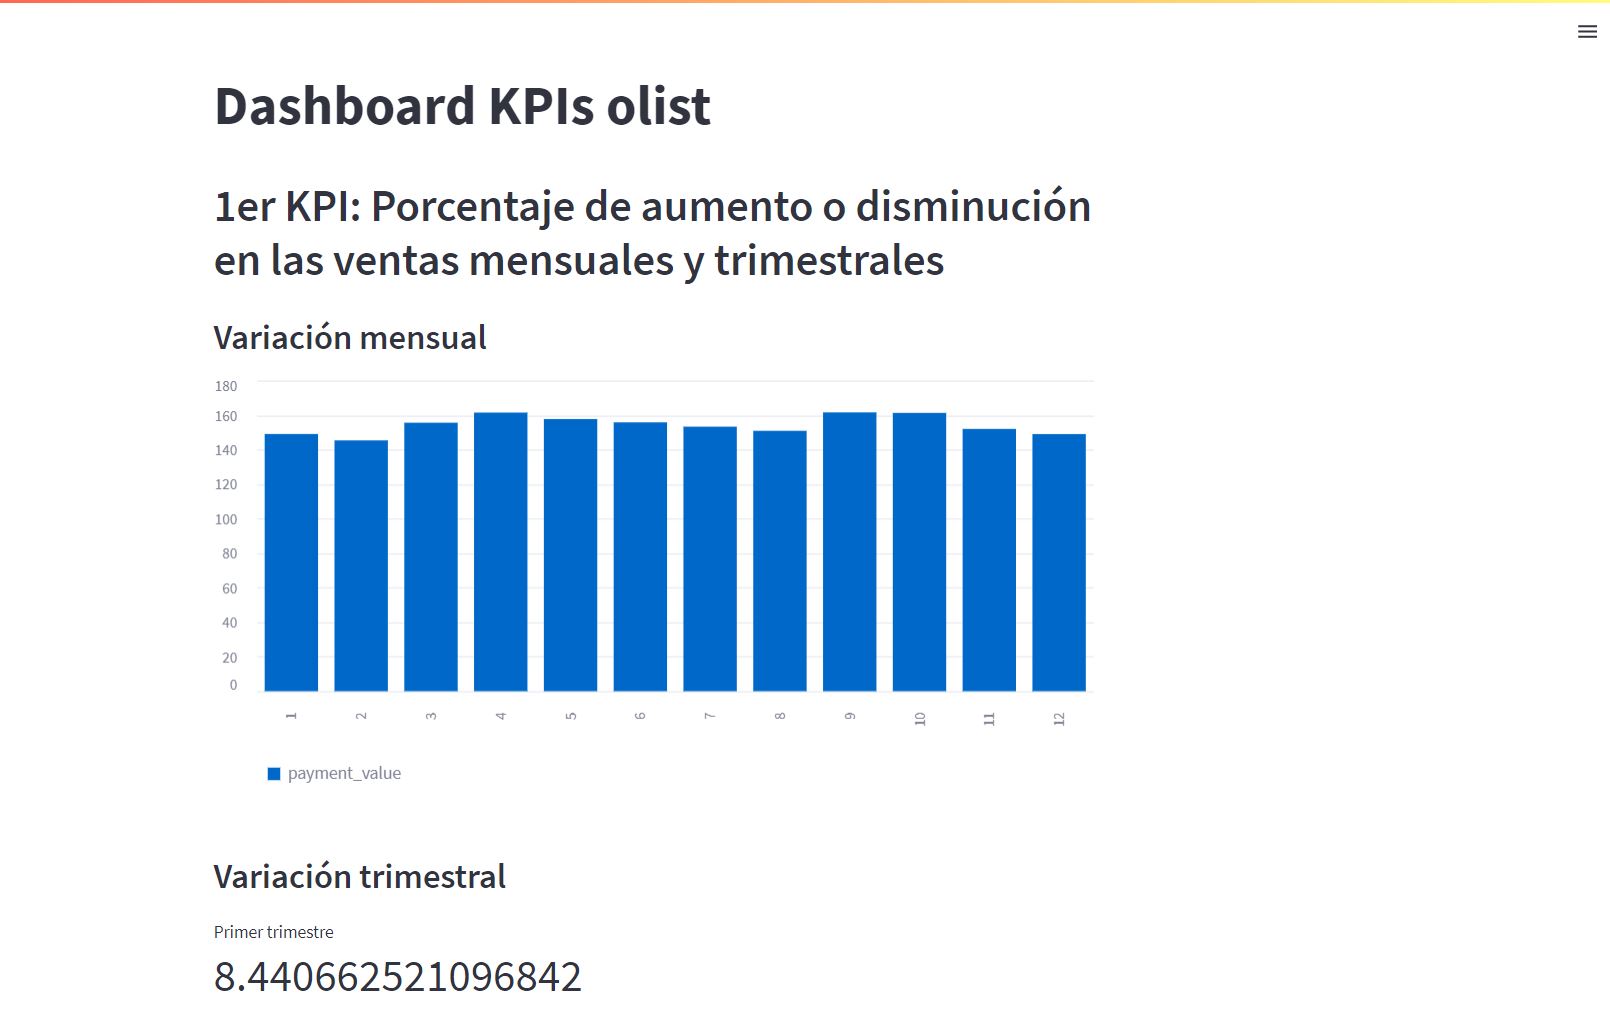 Dashboard KPIs olist
1er KPI: Porcentaje de aumento o disminución
en las ventas mensuales y trimestrales
Variación mensual
180
160
140
120
100
80
60
40
20
0
1 2 3 4 5 6 7 8 9 10 11 12
payment_value
Variación trimestral
Primer trimestre
8.440662521096842